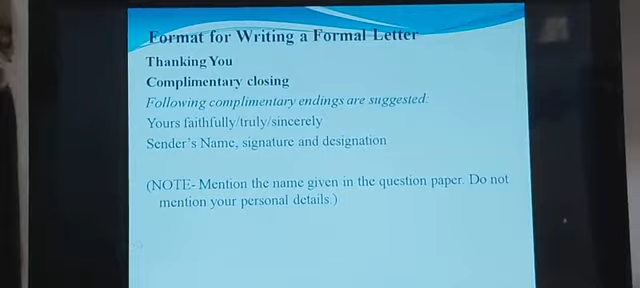 Format for Writing a Formal Letter
Thanking You
Complimentary closing
Following complimentary endings are suggested:
Yours faithfully/truly/sincerely
Sender's Name, signature and designation
(NOTE- Mention the name given in the question paper. Do not
mention your personal details.)